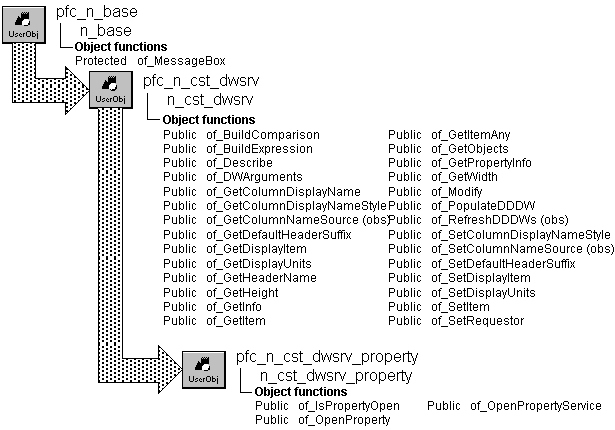 pfc_n_base
n_base
UserObj
Object functions
Protected of_MessageBox
pfc_n_cst_dwsrv
n_cst_dwsrv
UserObj
Object functions
Public of_BuildComparison Public of_GetItemAny
Public of_BuildExpression Public of_GetObjects
Public of_Describe Public of_GetPropertyInfo
Public of_DWArguments Public of_GetWidth
Public of_GetColumnDisplayName Public of_Modify
Public of_GetColumnDisplayNameStyle Public of_PopulateDDDW
Public of_GetColumnNameSource (obs) Public of_RefreshDDDWs (obs)
Public of_GetDefaultHeaderSuffix Public of_SetColumnDisplayNameStyle
Public of_GetDisplayItem Public of_SetColumnNameSource (obs)
Public of_GetDisplayUnits Public of_SetDefaultHeaderSuffix
Public of_GetHeaderName Public of_SetDisplayItem
Public of_GetHeight Public of_SetDisplayUnits
Public of_GetInfo Public of_SetItem
Public of_GetItem Public of_SetRequestor
pfc_n_cst_dwsrv_property
n_cst_dwsrv_property
UserObj
Object functions
Public of_IsPropertyOpen Public of_OpenPropertyService
Public of_OpenProperty